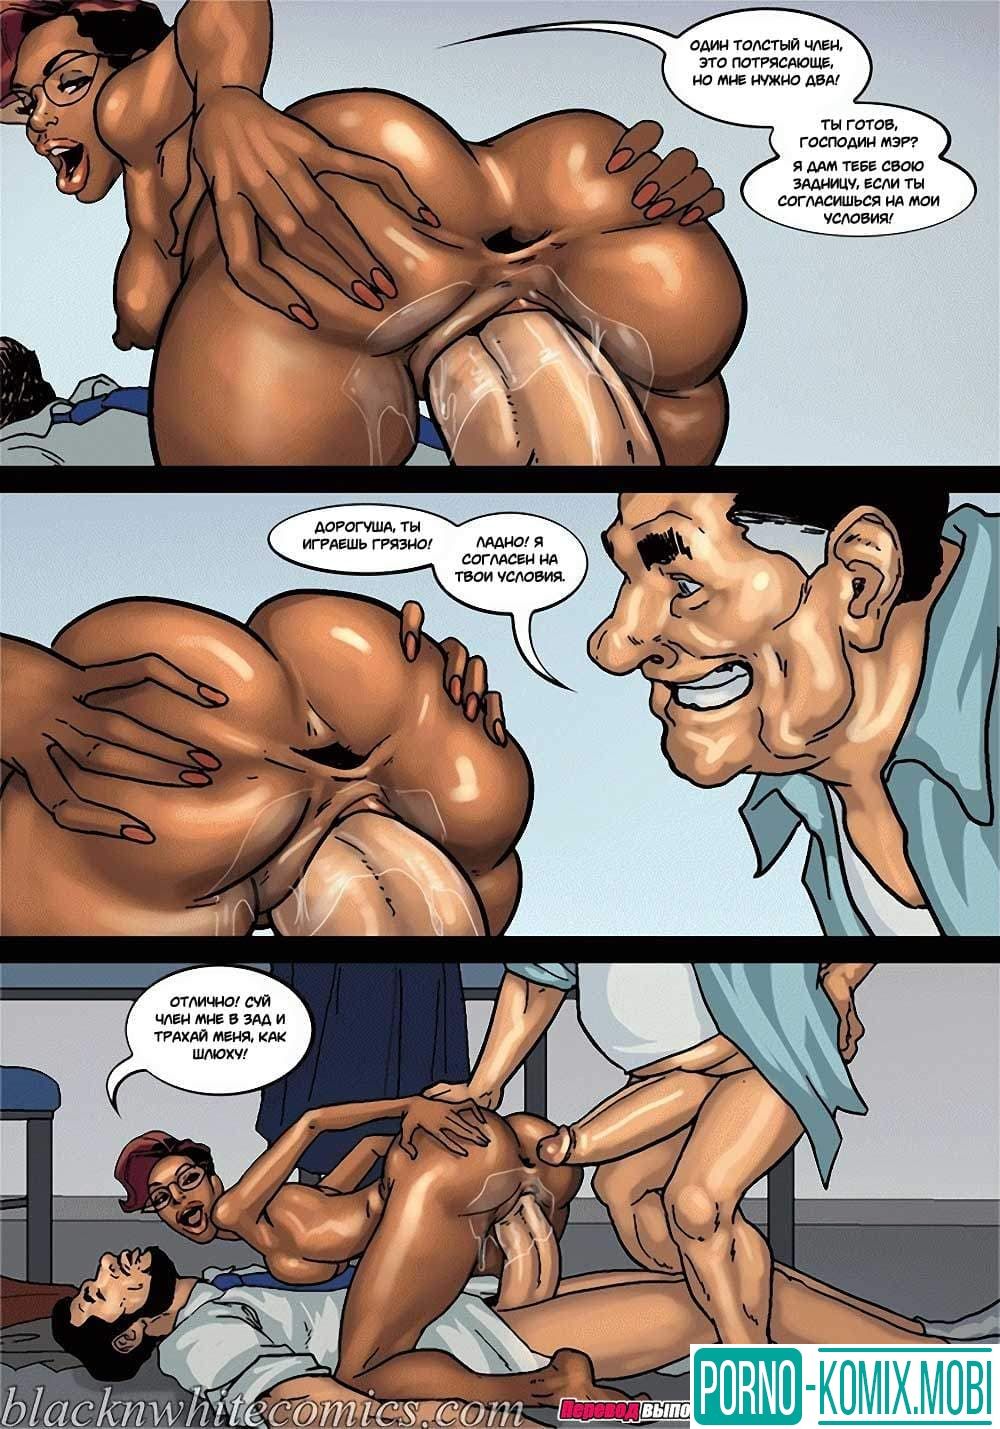 ОДИН ТОЛСТЫЙ ЧЛЕН,
ЭТО ПОТРЯСАЮЩЕ,
НО МНЕ НУЖНО ДВА!
ТЫ ГОТОВ,
ГОСПОДИН МЭР?
Я ДАМ ТЕБЕ СВОЮ
ЗАДНИЦУ, ЕСЛИ ТЫ
СОГЛАСИШЬСЯ НА МОИ
УСЛОВИЯ!
ДОРОГУША, ТЫ
ИГРАЕШЬ ГРЯЗНО!
ЛАДНО! Я
СОГЛАСЕН НА
ТВОИ УСЛОВИЯ.
ОТЛИЧНО! СУЙ
ЧЛЕН МНЕ В ЗАД И
ТРАХАЙ МЕНЯ, КАК
ШЛЮХУ!
blacknwhitecomics.com
Перевод
PORNO-KOMIX.MOBI